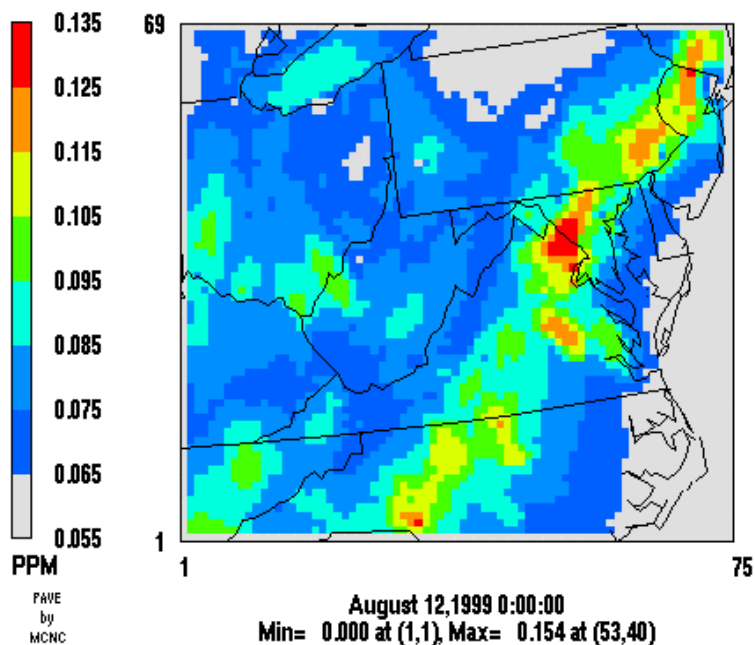 0.135
0.125
0.115
0.105
0.095
0.085
0.075
0.065
0.055
PPM
PAVE
by
MCNC
69
1
1
75
August 12,1999 0:00:00
Min= 0.000 at (1,1), Max= 0.154 at (53,40)